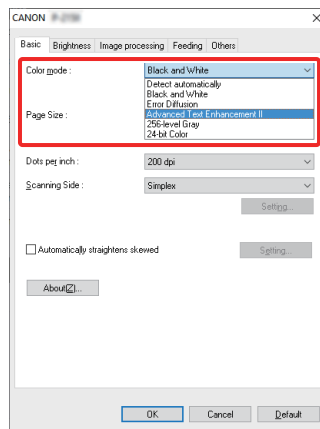 CANON
Basic Brightness Image processing Feeding Others
Color mode : Black and White
Detect automatically
Black and White
Error Diffusion
Page Size : Advanced Text Enhancement II
256-level Gray
24-bit Color
Dots per inch : 200 dpi
Scanning Side : Simplex
Setting...
Automatically straightens skewed Setting...
About(Z)...
OK Cancel Default